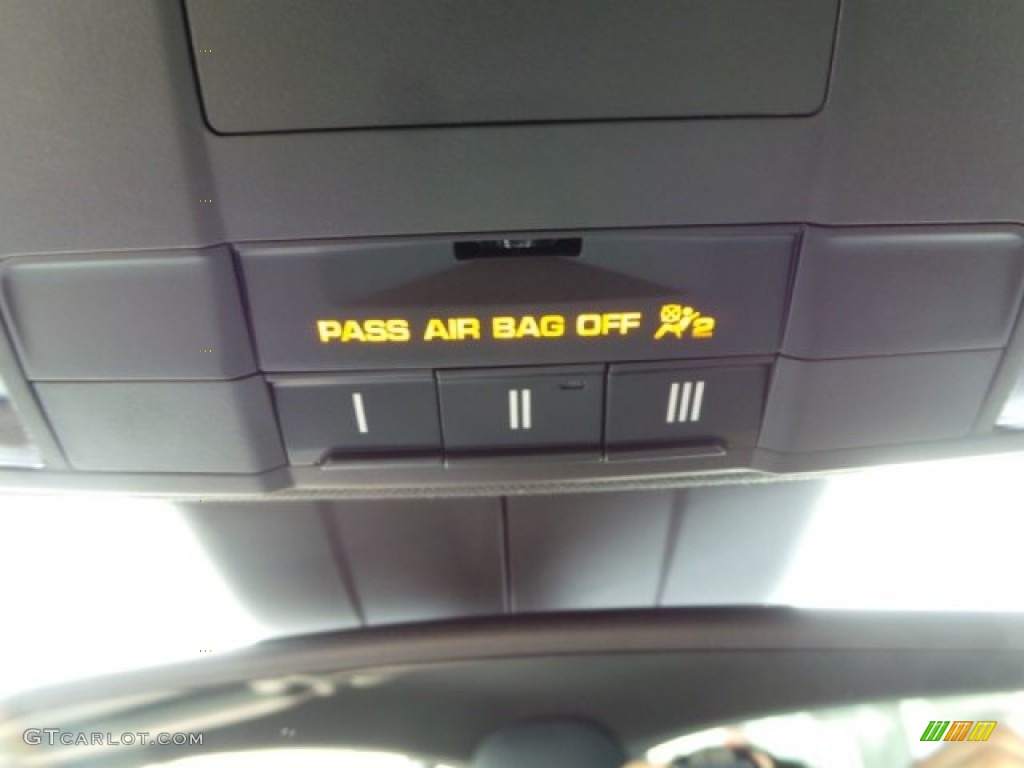 PASS AIR BAG OFF 2
I II III
GTCARLOT.COM